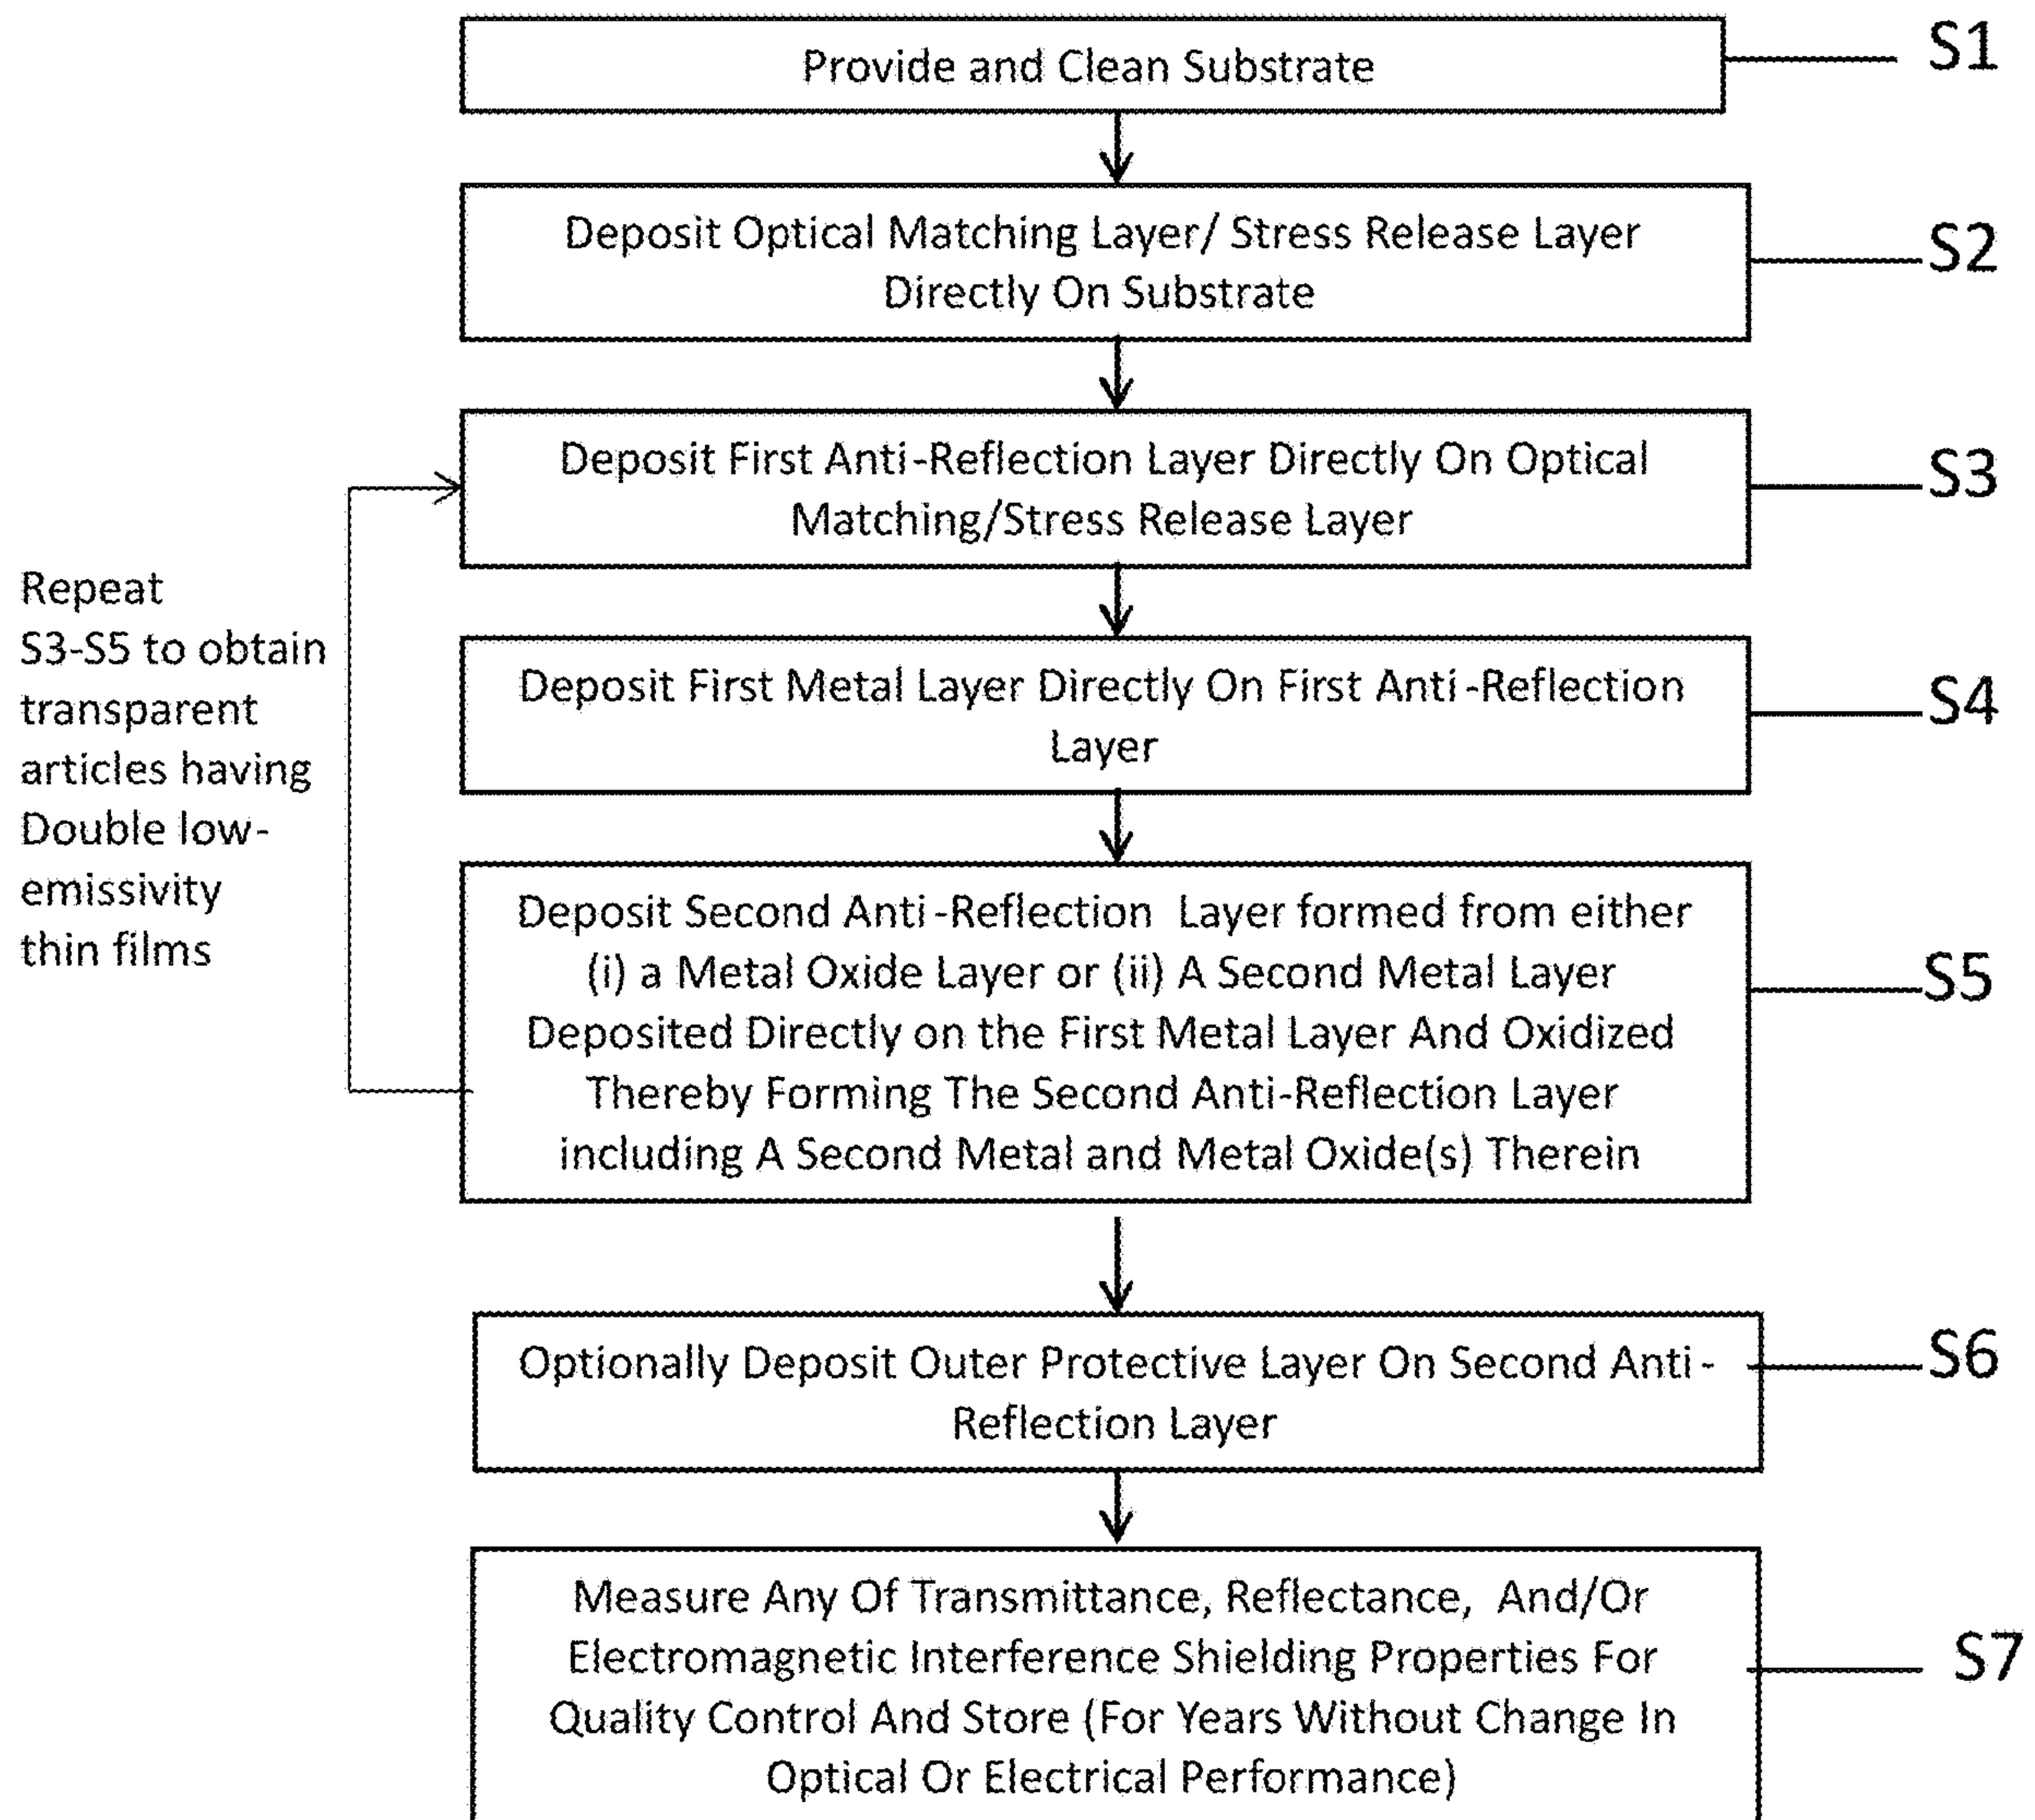 Provide and Clean Substrate
S1
Deposit Optical Matching Layer/ Stress Release Layer
Directly On Substrate
S2
Deposit First Anti-Reflection Layer Directly On Optical
Matching/Stress Release Layer
S3
Repeat
S3-S5 to obtain
transparent
articles having
Double low-
emissivity
thin films
Deposit First Metal Layer Directly On First Anti-Reflection
Layer
S4
Deposit Second Anti-Reflection Layer formed from either
(i) a Metal Oxide Layer or (ii) A Second Metal Layer
Deposited Directly on the First Metal Layer And Oxidized
Thereby Forming The Second Anti-Reflection Layer
including A Second Metal and Metal Oxide(s) Therein
S5
Optionally Deposit Outer Protective Layer On Second Anti-
Reflection Layer
S6
Measure Any Of Transmittance, Reflectance, And/Or
Electromagnetic Interference Shielding Properties For
Quality Control And Store (For Years Without Change In
Optical Or Electrical Performance)
S7